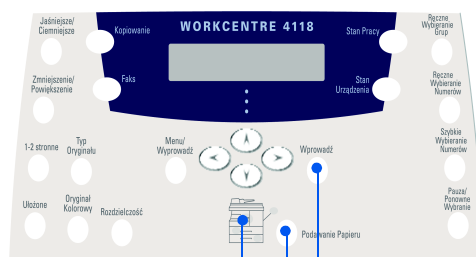 Jaśniejsze/
Ciemniejsze
Kopiowanie
WORKCENTRE 4118
Stan Pracy
Ręczne
Wybieranie
Grup
Zmniejszenie/
Powiększenie
Faks
Stan
Urządzenia
Ręczne
Wybieranie
Numerów
1-2 stronne
Typ
Oryginału
Menu/
Wyprowadź
Wprowadź
Szybkie
Wybieranie
Numerów
Ułożone
Oryginał
Kolorowy
Rozdzielczość
Podawanie Papieru
Pauza/
Ponowne
Wybranie